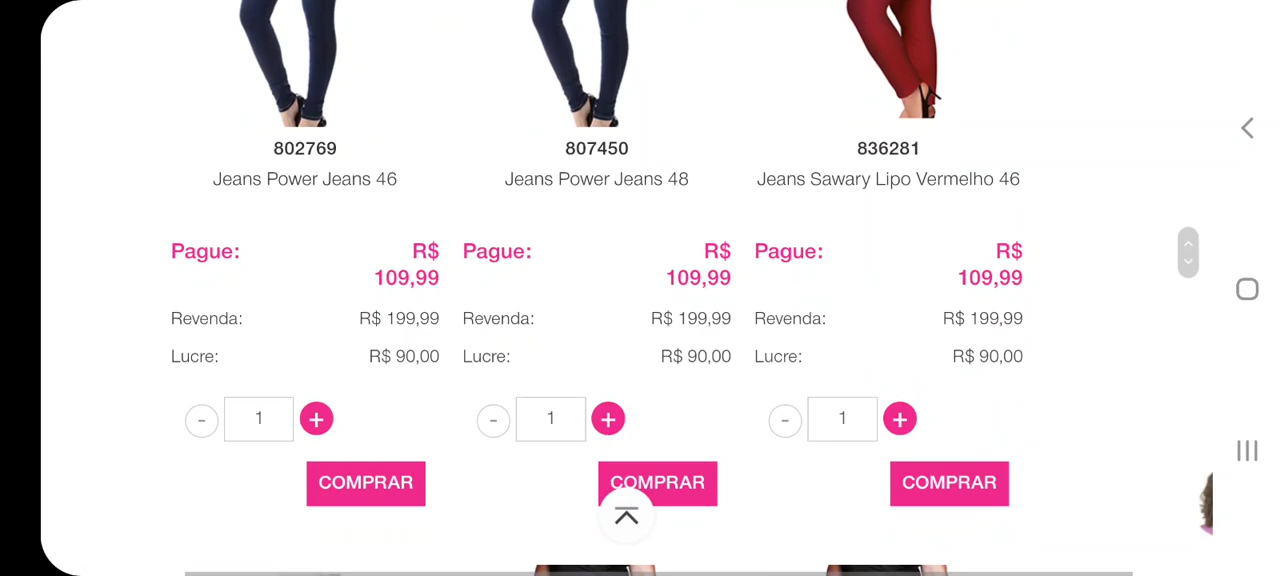 802769
Jeans Power Jeans 46
Pague: R$ 109,99
Revenda: R$ 199,99
Lucre: R$ 90,00
- 1 +
COMPRAR
807450
Jeans Power Jeans 48
Pague: R$ 109,99
Revenda: R$ 199,99
Lucre: R$ 90,00
- 1 +
COMPRAR
836281
Jeans Sawary Lipo Vermelho 46
Pague: R$ 109,99
Revenda: R$ 199,99
Lucre: R$ 90,00
- 1 +
COMPRAR